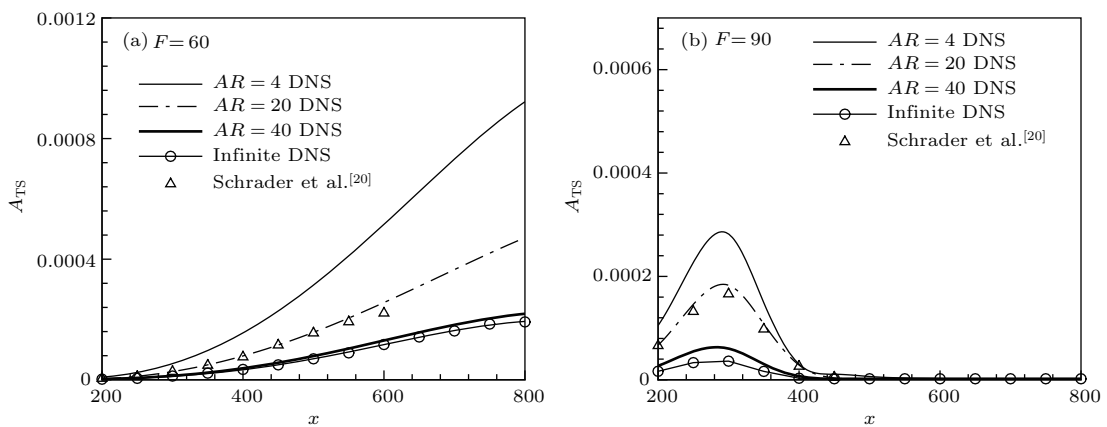 0.0012
(a) F=60
AR=4 DNS
AR=20 DNS
AR=40 DNS
Infinite DNS
Schrader et al.[20]
0.0008
0.0004
0
A_TS
200
400
600
800
x
(b) F=90
AR=4 DNS
AR=20 DNS
AR=40 DNS
Infinite DNS
Schrader et al.[20]
0.0006
0.0004
0.0002
0
A_TS
200
400
600
800
x